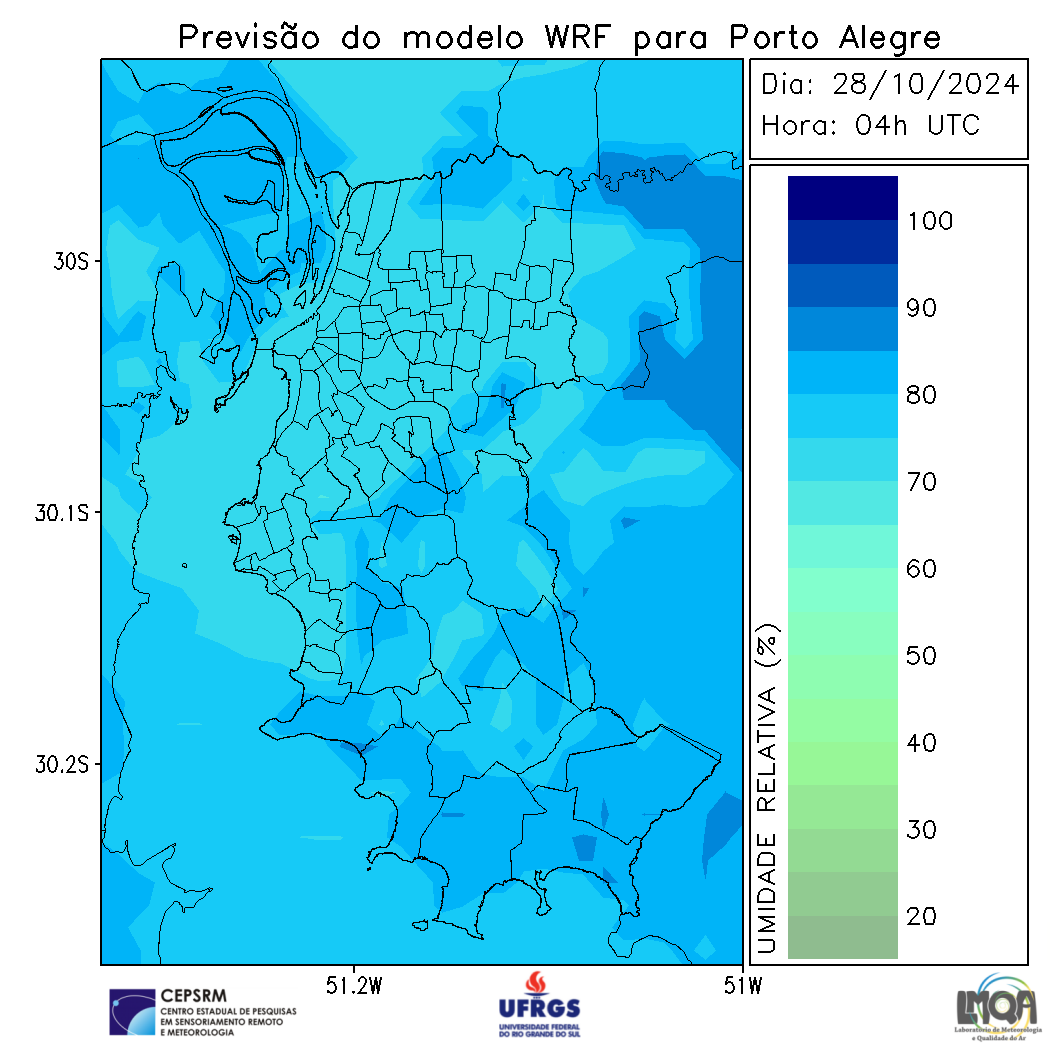 Previsão do modelo WRF para Porto Alegre
Dia: 28/10/2024
Hora: 04h UTC
30S
30.1S
30.2S
51.2W
51W
100
90
80
70
60
50
40
30
20
UMIDADE RELATIVA (%)
CEPSRM
CENTRO ESTADUAL DE PESQUISAS
EM SENSORIAMENTO REMOTO
E METEOROLOGIA
UFRGS
UNIVERSIDADE FEDERAL
DO RIO GRANDE DO SUL
LMQA
Laboratório de Meteorologia
e Qualidade do Ar